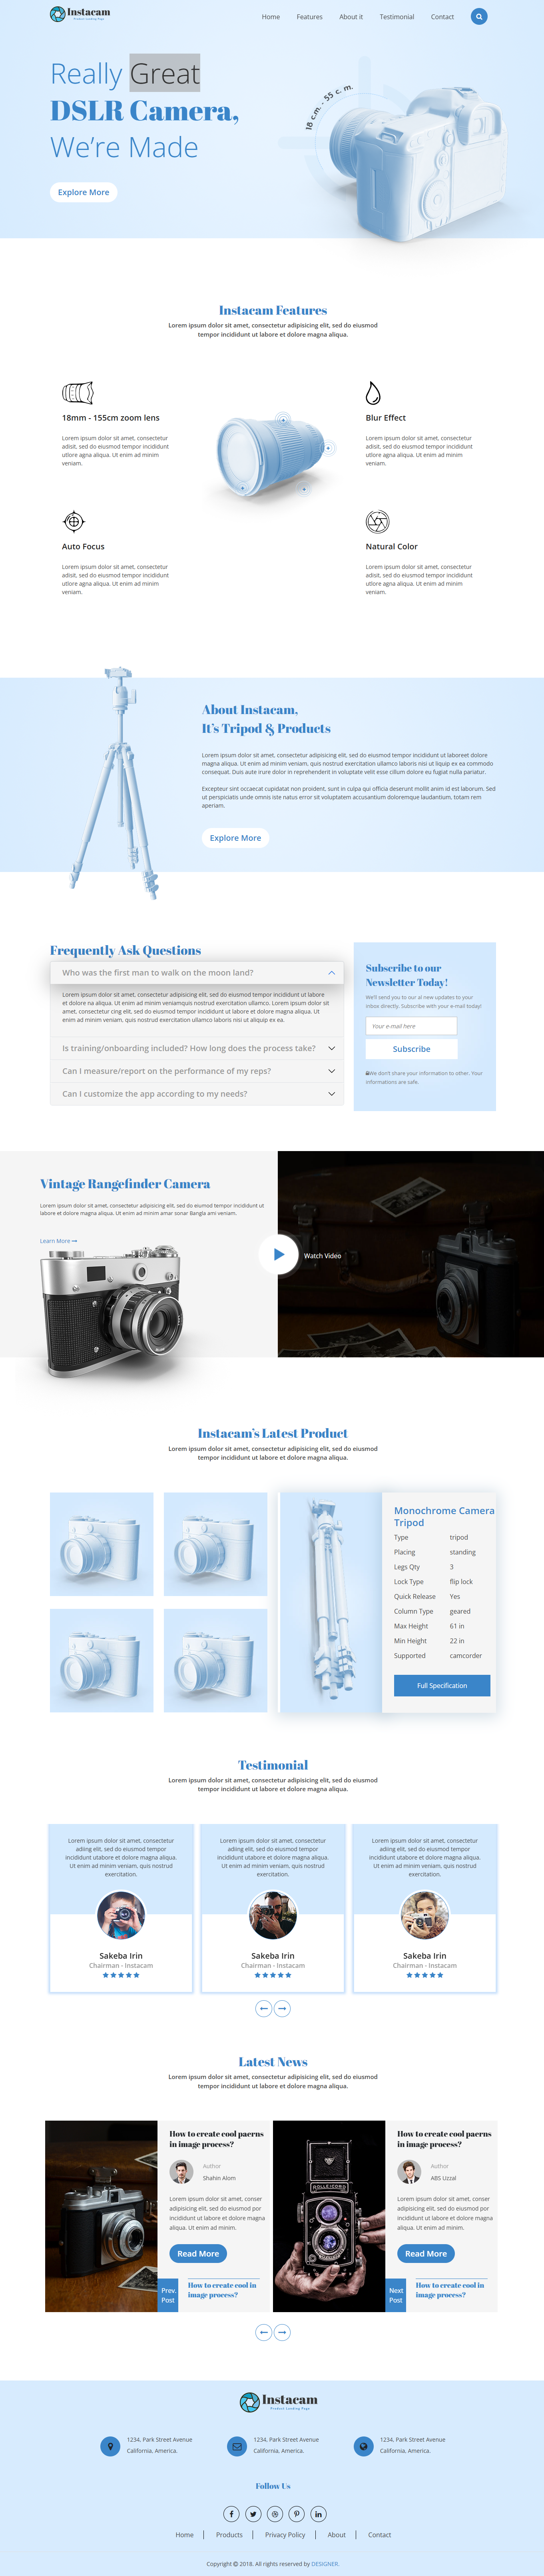 Instacam
Product Landing Page
Home Features About it Testimonial Contact
Really Great
DSLR Camera,
We're Made
18 c.m. - 55 c. m.
Explore More
Instacam Features
Lorem ipsum dolor sit amet, consectetur adipisicing elit, sed do eiusmod
tempor incididunt ut labore et dolore magna aliqua.
18mm - 155cm zoom lens
Lorem ipsum dolor sit amet, consectetur
adisit, sed do eiusmod tempor incididunt
utlore agna aliqua. Ut enim ad minim
veniam.
Blur Effect
Lorem ipsum dolor sit amet, consectetur
adisit, sed do eiusmod tempor incididunt
utlore agna aliqua. Ut enim ad minim
veniam.
Auto Focus
Lorem ipsum dolor sit amet, consectetur
adisit, sed do eiusmod tempor incididunt
utlore agna aliqua. Ut enim ad minim
veniam.
Natural Color
Lorem ipsum dolor sit amet, consectetur
adisit, sed do eiusmod tempor incididunt
utlore agna aliqua. Ut enim ad minim
veniam.
About Instacam,
It's Tripod & Products
Lorem ipsum dolor sit amet, consectetur adipisicing elit, sed do eiusmod tempor incididunt ut laboreet dolore
magna aliqua. Ut enim ad minim veniam, quis nostrud exercitation ullamco laboris nisi ut liquip ex ea commodo
consequat. Duis aute irure dolor in reprehenderit in voluptate velit esse cillum dolore eu fugiat nulla pariatur.
Excepteur sint occaecat cupidatat non proident, sunt in culpa qui officia deserunt mollit anim id est laborum. Sed
ut perspiciatis unde omnis iste natus error sit voluptatem accusantium doloremque laudantium, totam rem
aperiam.
Explore More
Frequently Ask Questions
Who was the first man to walk on the moon land?
Lorem ipsum dolor sit amet, consectetur adipisicing elit, sed do eiusmod tempor incididunt ut labore
et dolore na aliqua. Ut enim ad minim veniamquis nostrud exercitation ullamco. Lorem ipsum dolor sit
amet, consectetur cing elit, sed do eiusmod tempor incididunt ut labore et dolore magna aliqua. Ut
enim ad minim veniam, quis nostrud exercitation ullamco laboris nisi ut aliquip ex ea.
Is training/onboarding included? How long does the process take?
Can I measure/report on the performance of my reps?
Can I customize the app according to my needs?
Subscribe to our
Newsletter Today!
We'll send you to our al new updates to your
inbox directly. Subscribe with your e-mail today!
Your e-mail here
Subscribe
We don't share your information to other. Your
informations are safe.
Vintage Rangefinder Camera
Lorem ipsum dolor sit amet, consectetur adipisicing elit, sed do eiusmod tempor incididunt ut
labore et dolore magna aliqua. Ut enim ad minim amar sonar Bangla ami veniam.
Learn More
Watch Video
Instacam's Latest Product
Lorem ipsum dolor sit amet, consectetur adipisicing elit, sed do eiusmod
tempor incididunt ut labore et dolore magna aliqua.
Monochrome Camera
Tripod
Type tripod
Placing standing
Legs Qty 3
Lock Type flip lock
Quick Release Yes
Column Type geared
Max Height 61 in
Min Height 22 in
Supported camcorder
Full Specification
Testimonial
Lorem ipsum dolor sit amet, consectetur adipisicing elit, sed do eiusmod
tempor incididunt ut labore et dolore magna aliqua.
Lorem ipsum dolor sit amet, consectetur
adiing elit, sed do eiusmod tempor
incididunt utabore et dolore magna aliqua.
Ut enim ad minim veniam, quis nostrud
exercitation.
Sakeba Irin
Chairman - Instacam
Lorem ipsum dolor sit amet, consectetur
adiing elit, sed do eiusmod tempor
incididunt utabore et dolore magna aliqua.
Ut enim ad minim veniam, quis nostrud
exercitation.
Sakeba Irin
Chairman - Instacam
Lorem ipsum dolor sit amet, consectetur
adiing elit, sed do eiusmod tempor
incididunt utabore et dolore magna aliqua.
Ut enim ad minim veniam, quis nostrud
exercitation.
Sakeba Irin
Chairman - Instacam
Latest News
Lorem ipsum dolor sit amet, consectetur adipisicing elit, sed do eiusmod
tempor incididunt ut labore et dolore magna aliqua.
How to create cool paerns
in image process?
Author
Shahin Alom
Lorem ipsum dolor sit amet, conser
adipisicing elit, sed do eiusmod por
incididunt ut labore et dolore magna
aliqua. Ut enim ad minim.
Read More
Prev.
Post
How to create cool in
image process?
ROLLEICORD
How to create cool paerns
in image process?
Author
ABS Uzzal
Lorem ipsum dolor sit amet, conser
adipisicing elit, sed do eiusmod por
incididunt ut labore et dolore magna
aliqua. Ut enim ad minim.
Read More
Next
Post
How to create cool in
image process?
Instacam
Product Landing Page
1234, Park Street Avenue
California, America.
1234, Park Street Avenue
California, America.
1234, Park Street Avenue
California, America.
Follow Us
Home Products Privacy Policy About Contact
Copyright © 2018. All rights reserved by DESIGNER.